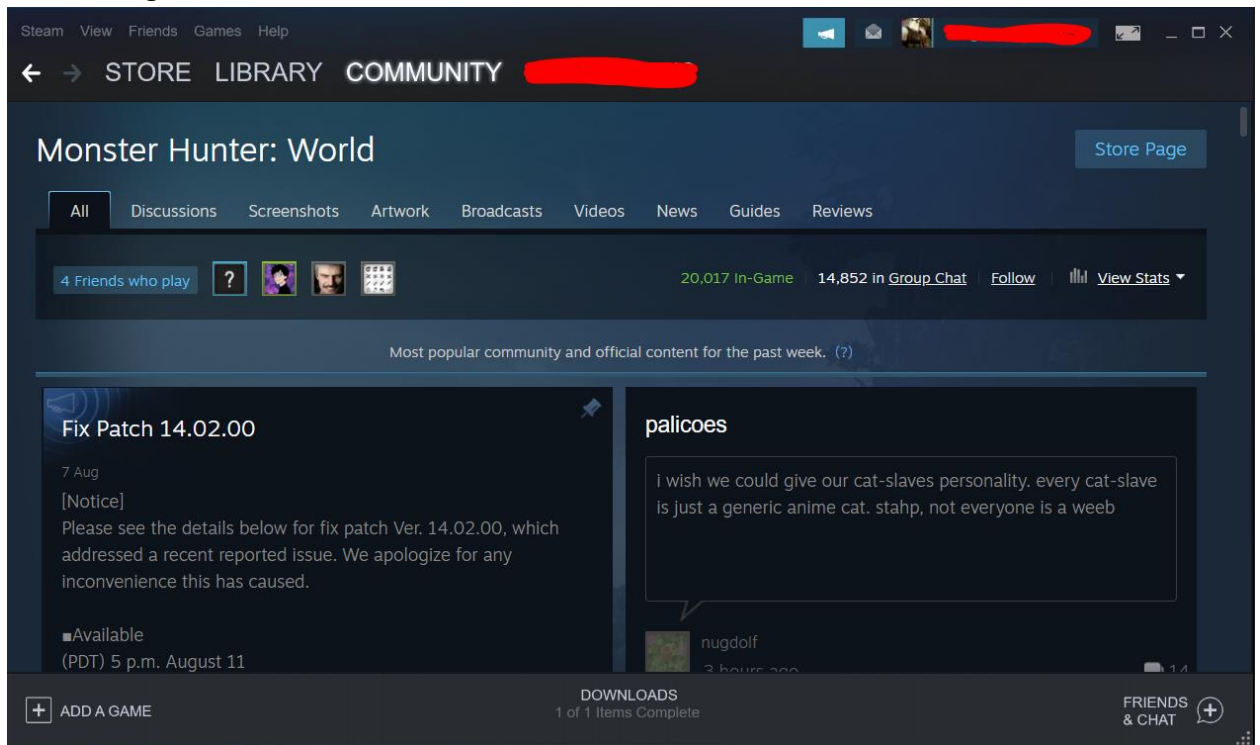 Steam View Friends Games Help
STORE LIBRARY COMMUNITY
Monster Hunter: World
Store Page
All Discussions Screenshots Artwork Broadcasts Videos News Guides Reviews
4 Friends who play ? 20,017 In-Game 14,852 in Group Chat Follow View Stats
Most popular community and official content for the past week. (?)
Fix Patch 14.02.00
7 Aug
[Notice]
Please see the details below for fix patch Ver. 14.02.00, which
addressed a recent reported issue. We apologize for any
inconvenience this has caused.
■Available
(PDT) 5 p.m. August 11
palicoes
i wish we could give our cat-slaves personality. every cat-slave
is just a generic anime cat. stahp, not everyone is a weeb
nugdolf
3 hours ago 14
ADD A GAME
DOWNLOADS
1 of 1 Items Complete
FRIENDS
& CHAT